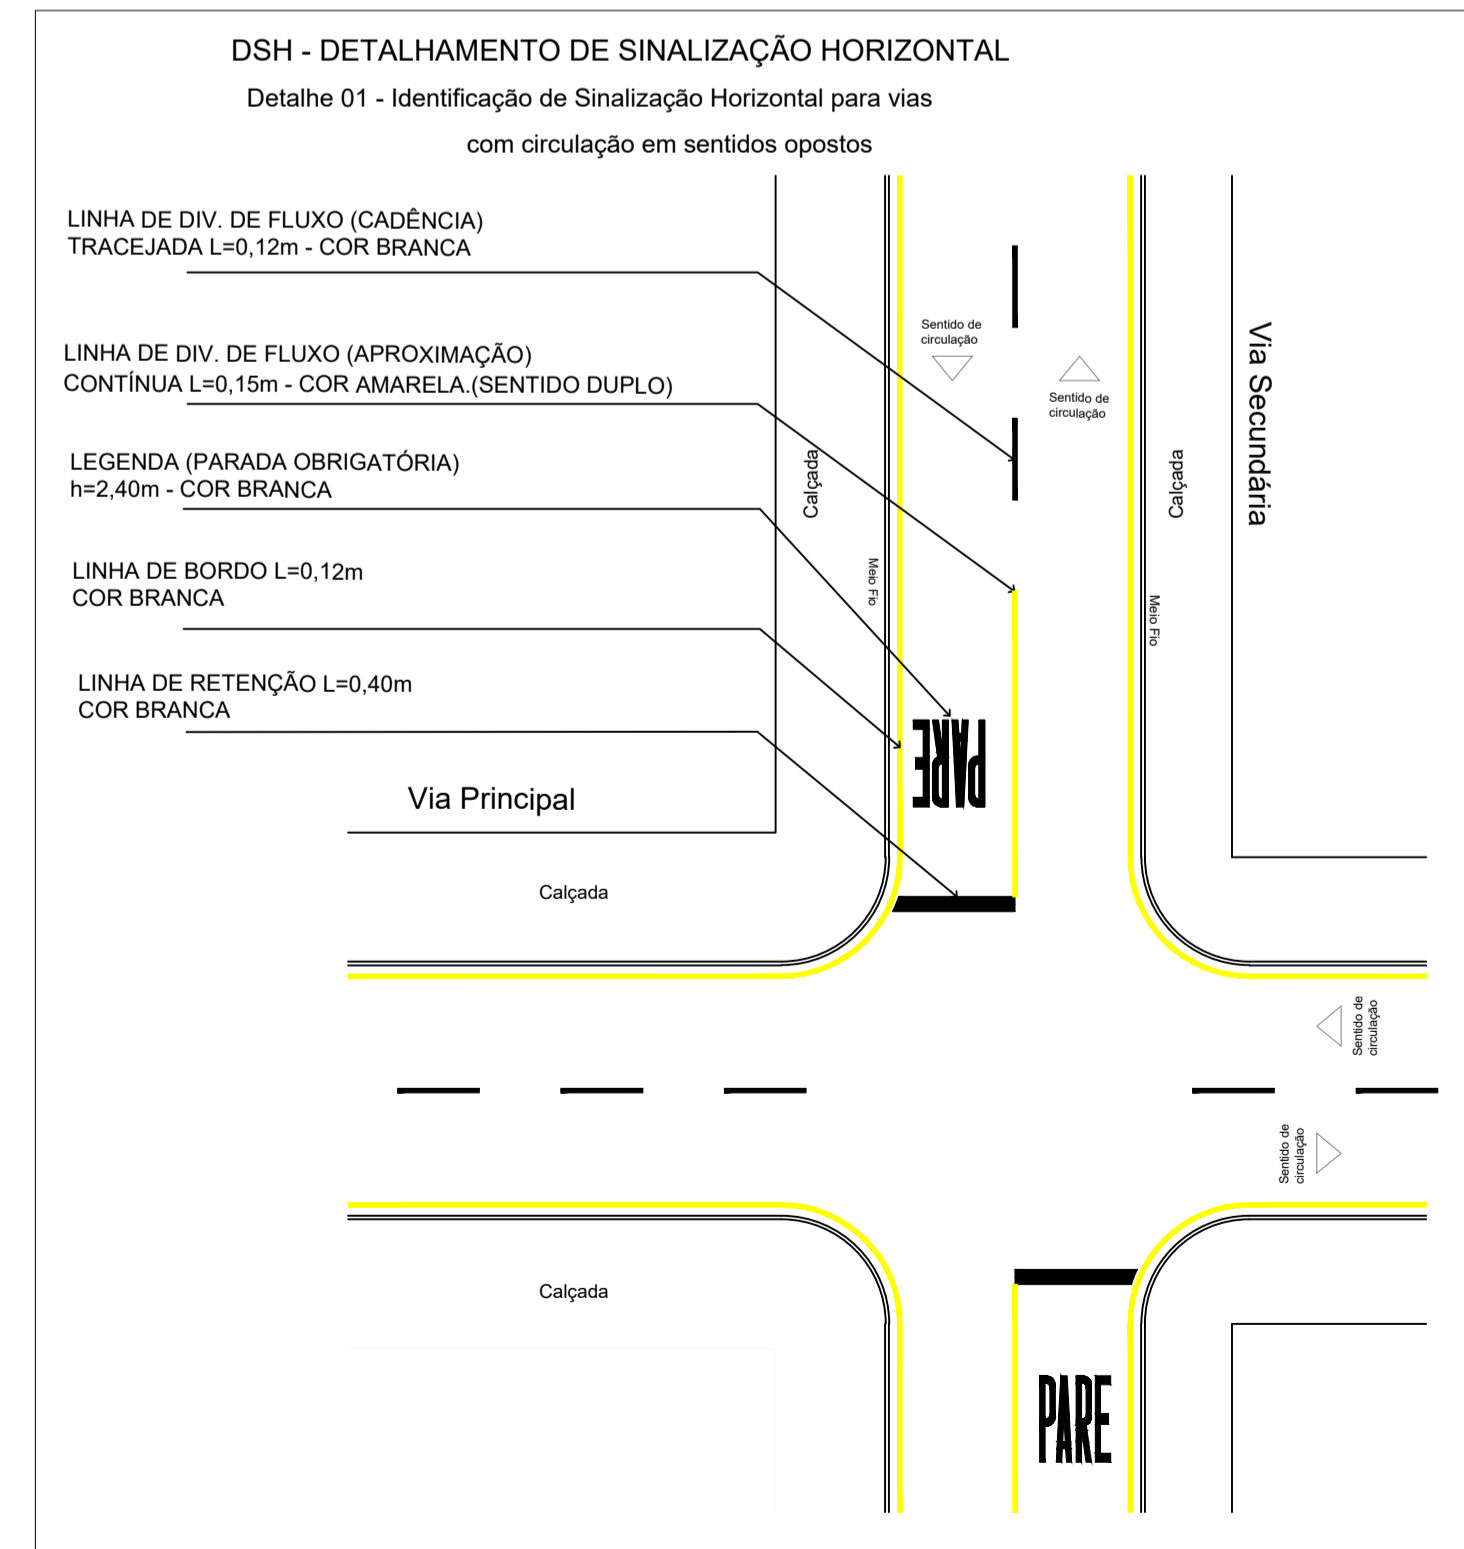 DSH - DETALHAMENTO DE SINALIZAÇÃO HORIZONTAL
Detalhe 01 - Identificação de Sinalização Horizontal para vias
com circulação em sentidos opostos
LINHA DE DIV. DE FLUXO (CADÊNCIA)
TRACEJADA L=0,12m - COR BRANCA
LINHA DE DIV. DE FLUXO (APROXIMAÇÃO)
CONTÍNUA L=0,15m - COR AMARELA.(SENTIDO DUPLO)
LEGENDA (PARADA OBRIGATÓRIA)
h=2,40m - COR BRANCA
LINHA DE BORDO L=0,12m
COR BRANCA
LINHA DE RETENÇÃO L=0,40m
COR BRANCA
Sentido de
circulação
Sentido de
circulação
Via Secundária
Calçada
Calçada
Meio Fio
Meio Fio
PARE
Via Principal
Calçada
Sentido de
circulação
Sentido de
circulação
Calçada
PARE